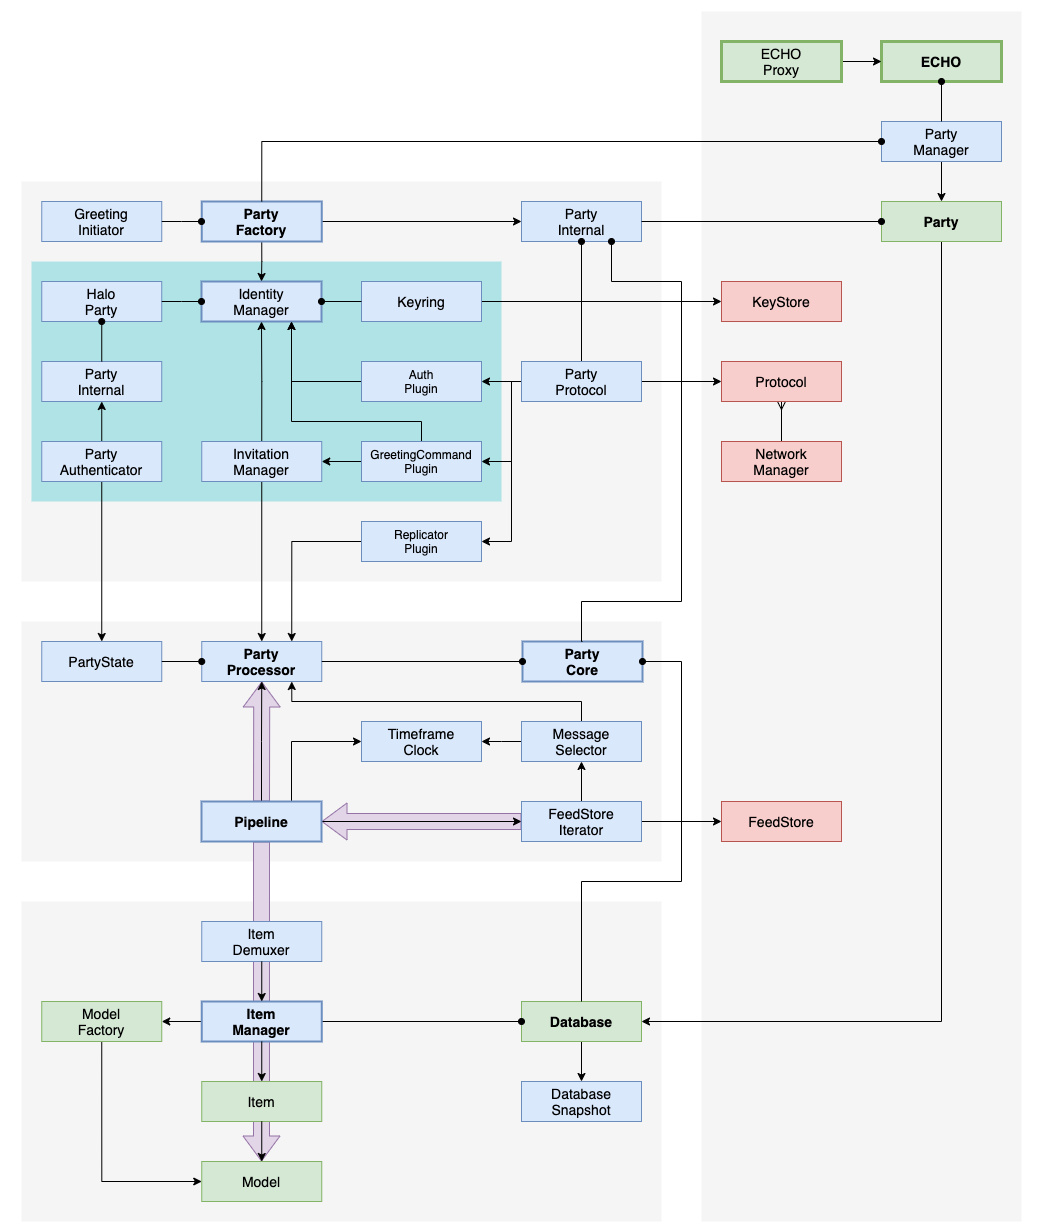 ECHO
Proxy
ECHO
Party
Manager
Greeting
Initiator
Party
Factory
Party
Internal
Party
Halo
Party
Identity
Manager
Keyring
KeyStore
Party
Internal
Auth
Plugin
Party
Protocol
Protocol
Party
Authenticator
Invitation
Manager
GreetingCommand
Plugin
Network
Manager
Replicator
Plugin
PartyState
Party
Processor
Party
Core
Timeframe
Clock
Message
Selector
Pipeline
FeedStore
Iterator
FeedStore
Item
Demuxer
Model
Factory
Item
Manager
Database
Item
Database
Snapshot
Model